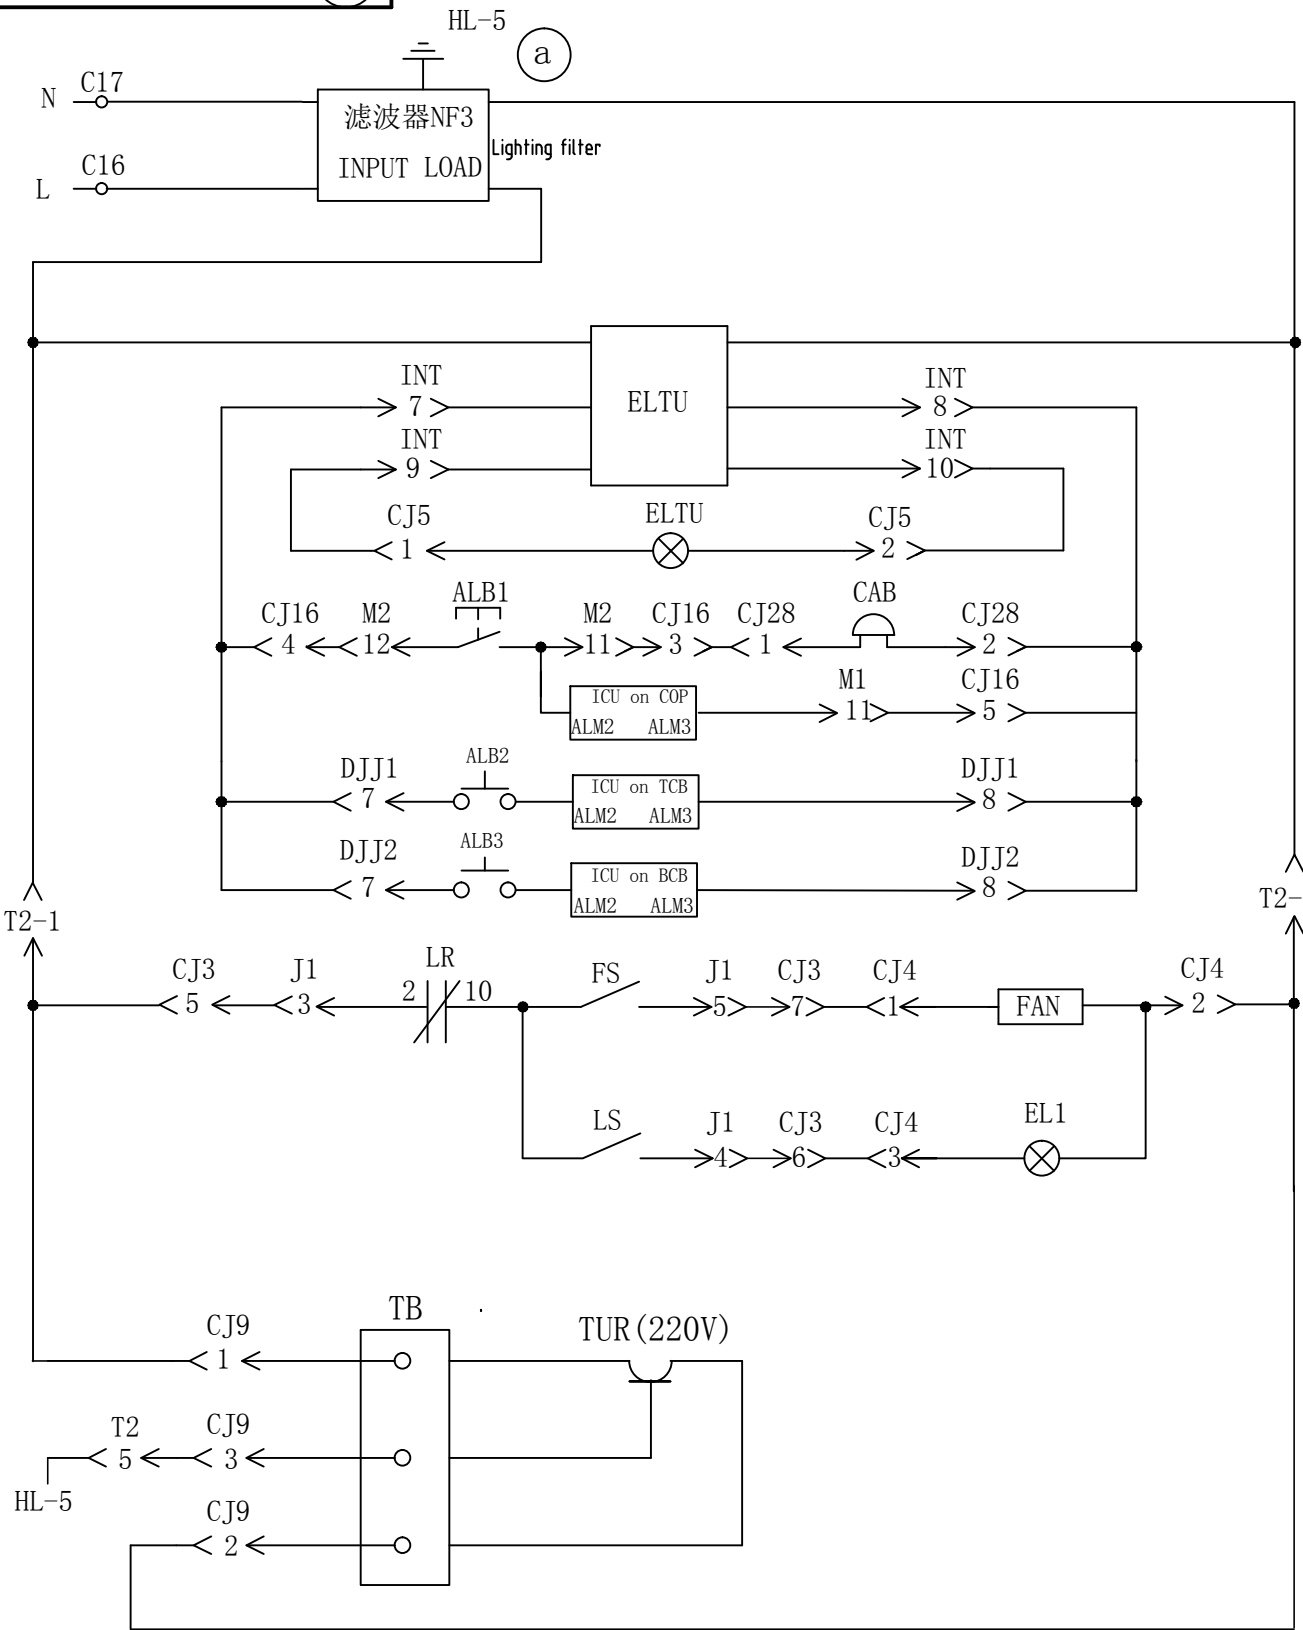 HL-5
a
N C17
滤波器NF3
Lighting filter
L C16
INPUT LOAD
INT
7
ELTU
INT
8
INT
9
INT
10
CJ5
1
ELTU
CJ5
2
CJ16
4
M2
12
ALB1
M2
11
CJ16
3
CJ28
1
CAB
CJ28
2
ICU on COP
ALM2 ALM3
M1
11
CJ16
5
DJJ1
7
ALB2
ICU on TCB
ALM2 ALM3
DJJ1
8
DJJ2
7
ALB3
ICU on BCB
ALM2 ALM3
DJJ2
8
T2-1
T2-
CJ3
5
J1
3
LR
2 10
FS
J1
5
CJ3
7
CJ4
1
FAN
CJ4
2
LS
J1
4
CJ3
6
CJ4
3
EL1
TB
TUR(220V)
CJ9
1
T2
5
CJ9
3
HL-5
CJ9
2